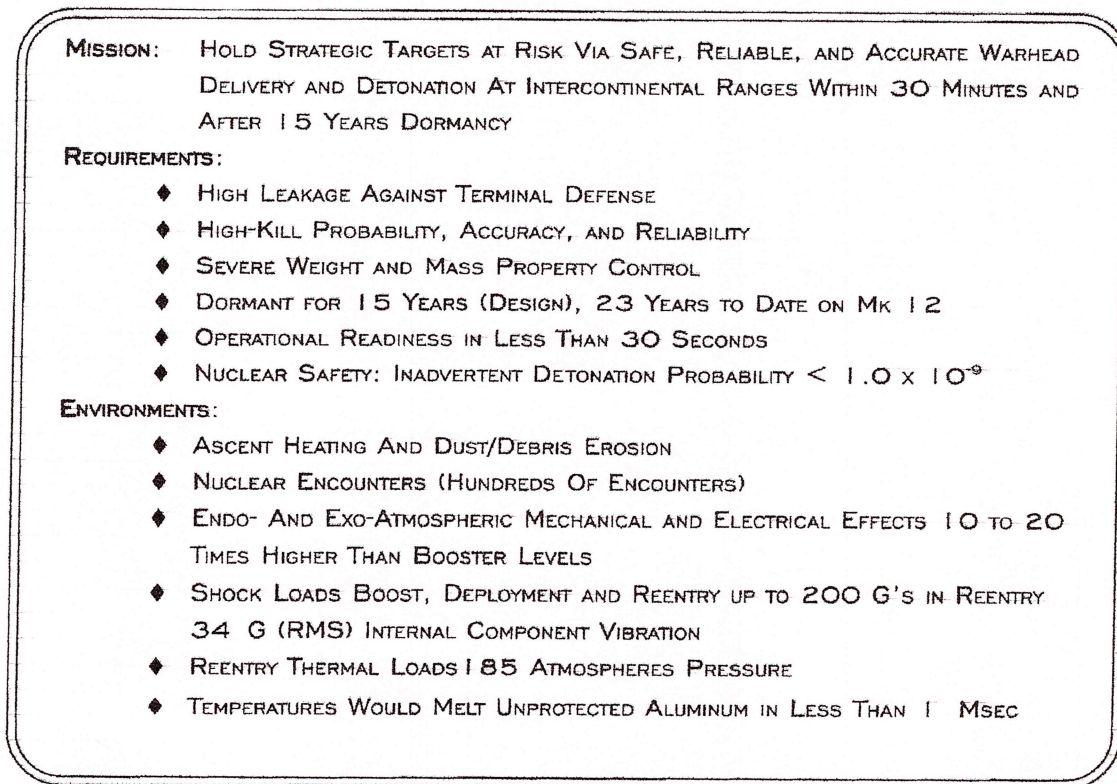 MISSION: HOLD STRATEGIC TARGETS AT RISK VIA SAFE, RELIABLE, AND ACCURATE WARHEAD
DELIVERY AND DETONATION AT INTERCONTINENTAL RANGES WITHIN 30 MINUTES AND
AFTER 15 YEARS DORMANCY
REQUIREMENTS:
♦ HIGH LEAKAGE AGAINST TERMINAL DEFENSE
♦ HIGH-KILL PROBABILITY, ACCURACY, AND RELIABILITY
♦ SEVERE WEIGHT AND MASS PROPERTY CONTROL
♦ DORMANT FOR 15 YEARS (DESIGN), 23 YEARS TO DATE ON MK 12
♦ OPERATIONAL READINESS IN LESS THAN 30 SECONDS
♦ NUCLEAR SAFETY: INADVERTENT DETONATION PROBABILITY < 1.0 X 10⁻⁹
ENVIRONMENTS:
♦ ASCENT HEATING AND DUST/DEBRIS EROSION
♦ NUCLEAR ENCOUNTERS (HUNDREDS OF ENCOUNTERS)
♦ ENDO- AND EXO-ATMOSPHERIC MECHANICAL AND ELECTRICAL EFFECTS 10 TO 20
TIMES HIGHER THAN BOOSTER LEVELS
♦ SHOCK LOADS BOOST, DEPLOYMENT AND REENTRY UP TO 200 G'S IN REENTRY
34 G (RMS) INTERNAL COMPONENT VIBRATION
♦ REENTRY THERMAL LOADS 185 ATMOSPHERES PRESSURE
♦ TEMPERATURES WOULD MELT UNPROTECTED ALUMINUM IN LESS THAN 1 MSEC